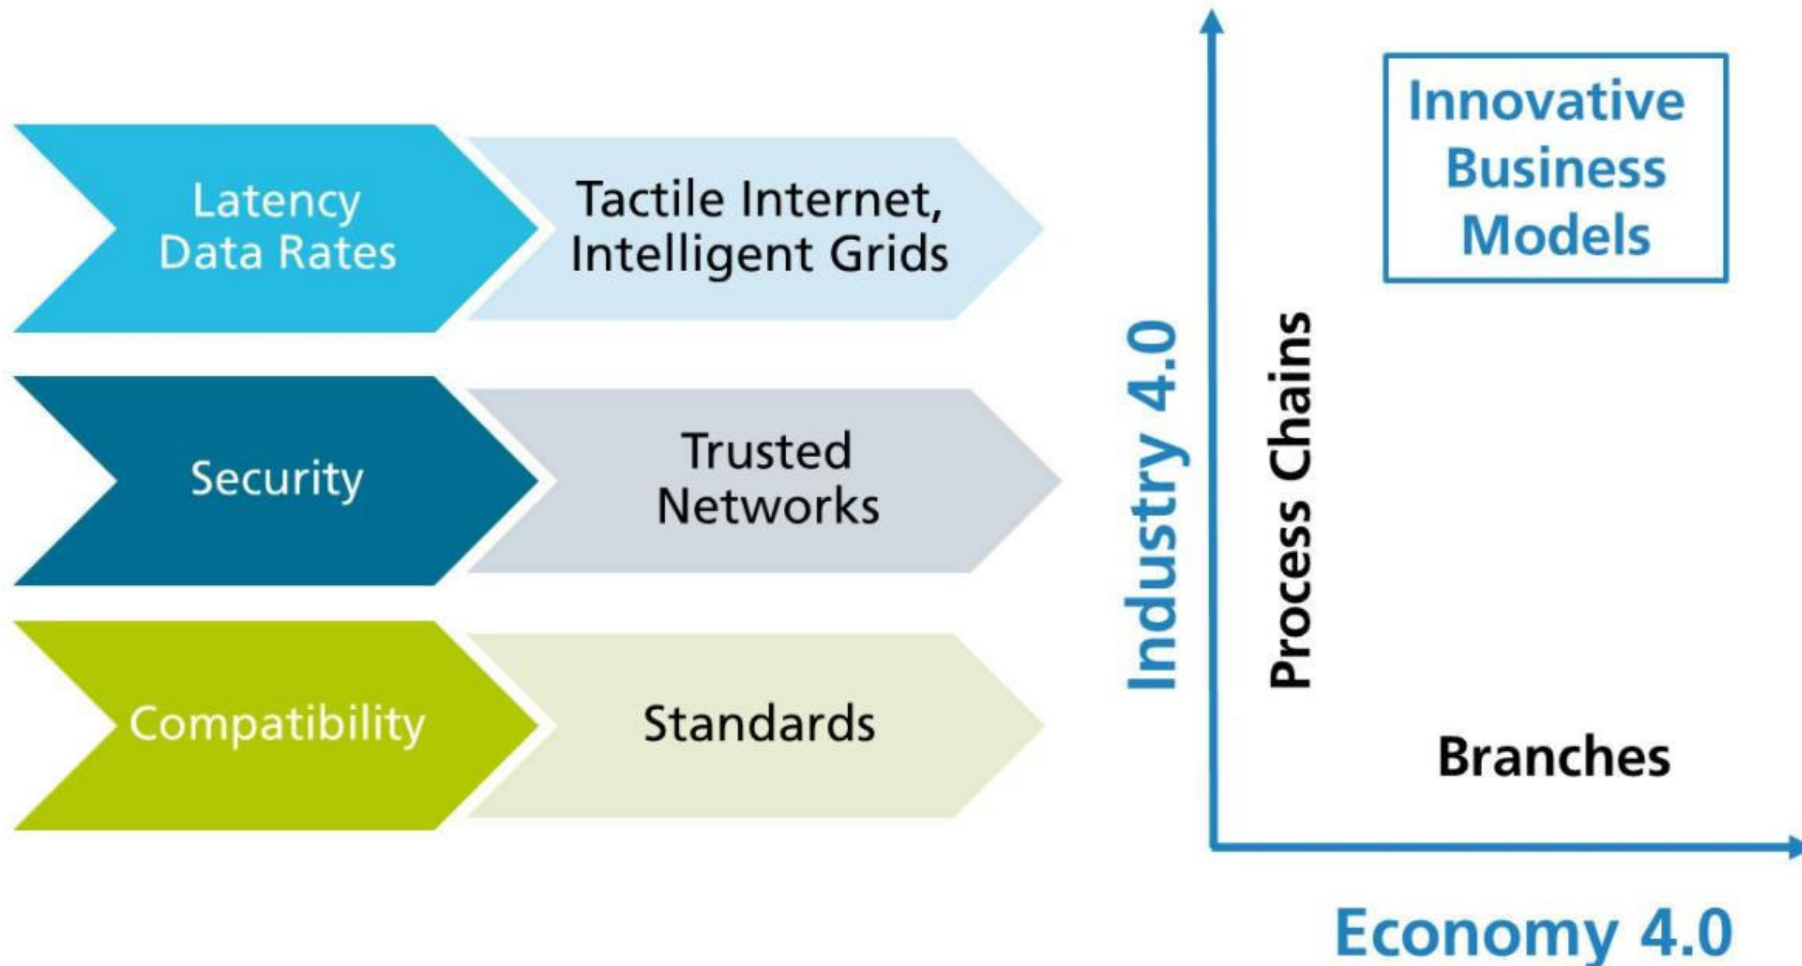 Latency
Data Rates
Tactile Internet,
Intelligent Grids
Security
Trusted
Networks
Compatibility
Standards
Industry 4.0
Process Chains
Innovative
Business
Models
Branches
Economy 4.0